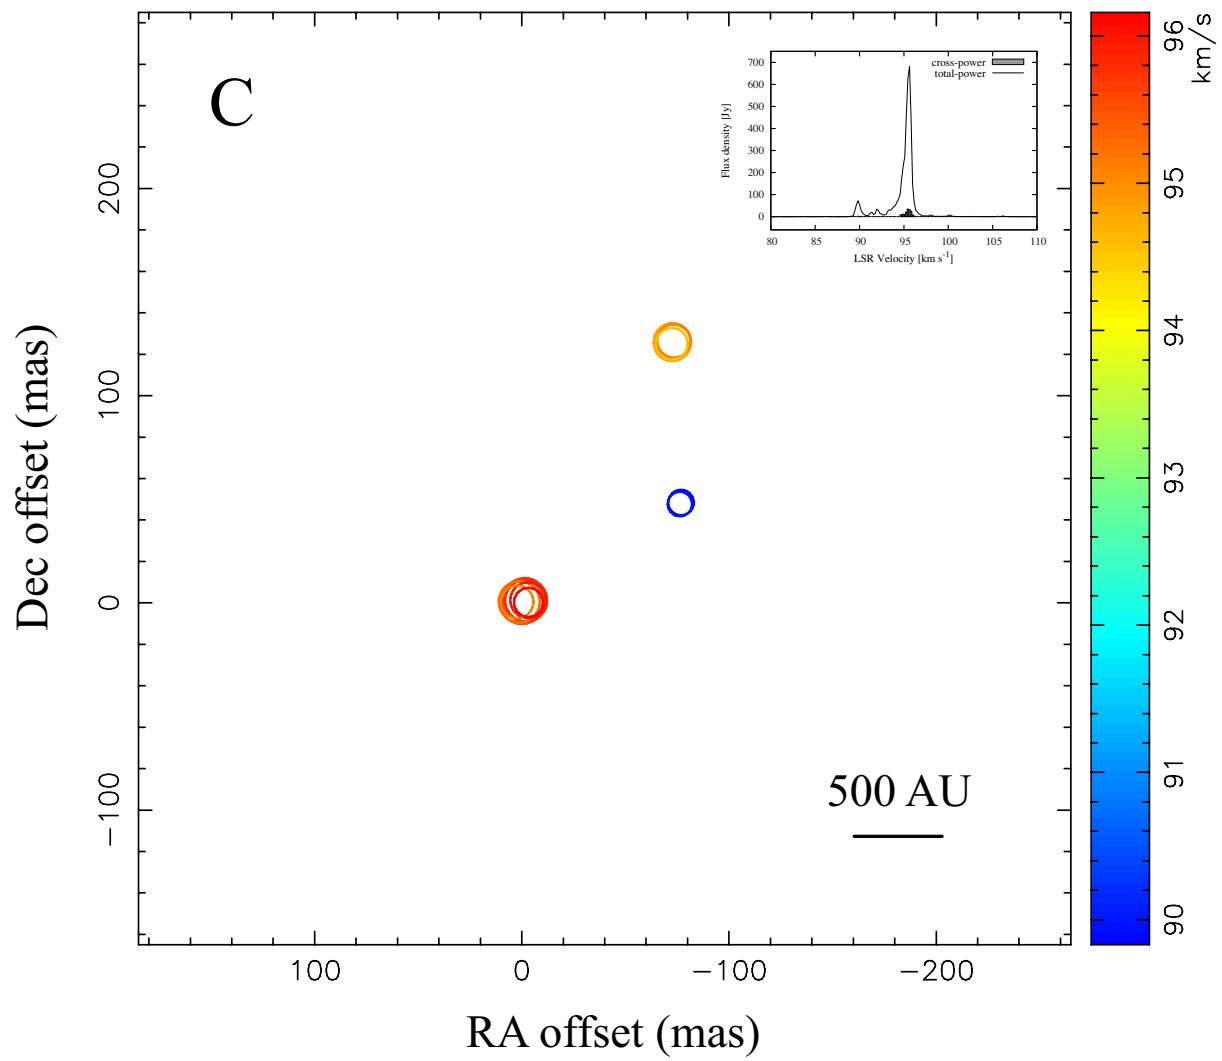 C
700
600
500
400
300
200
100
0
80 85 90 95 100 105 110
Flux density [Jy]
LSR Velocity [km s-1]
cross-power
total-power
200
100
0
−100
Dec offset (mas)
500 AU
100 0 −100 −200
RA offset (mas)
km/s
96
95
94
93
92
91
90